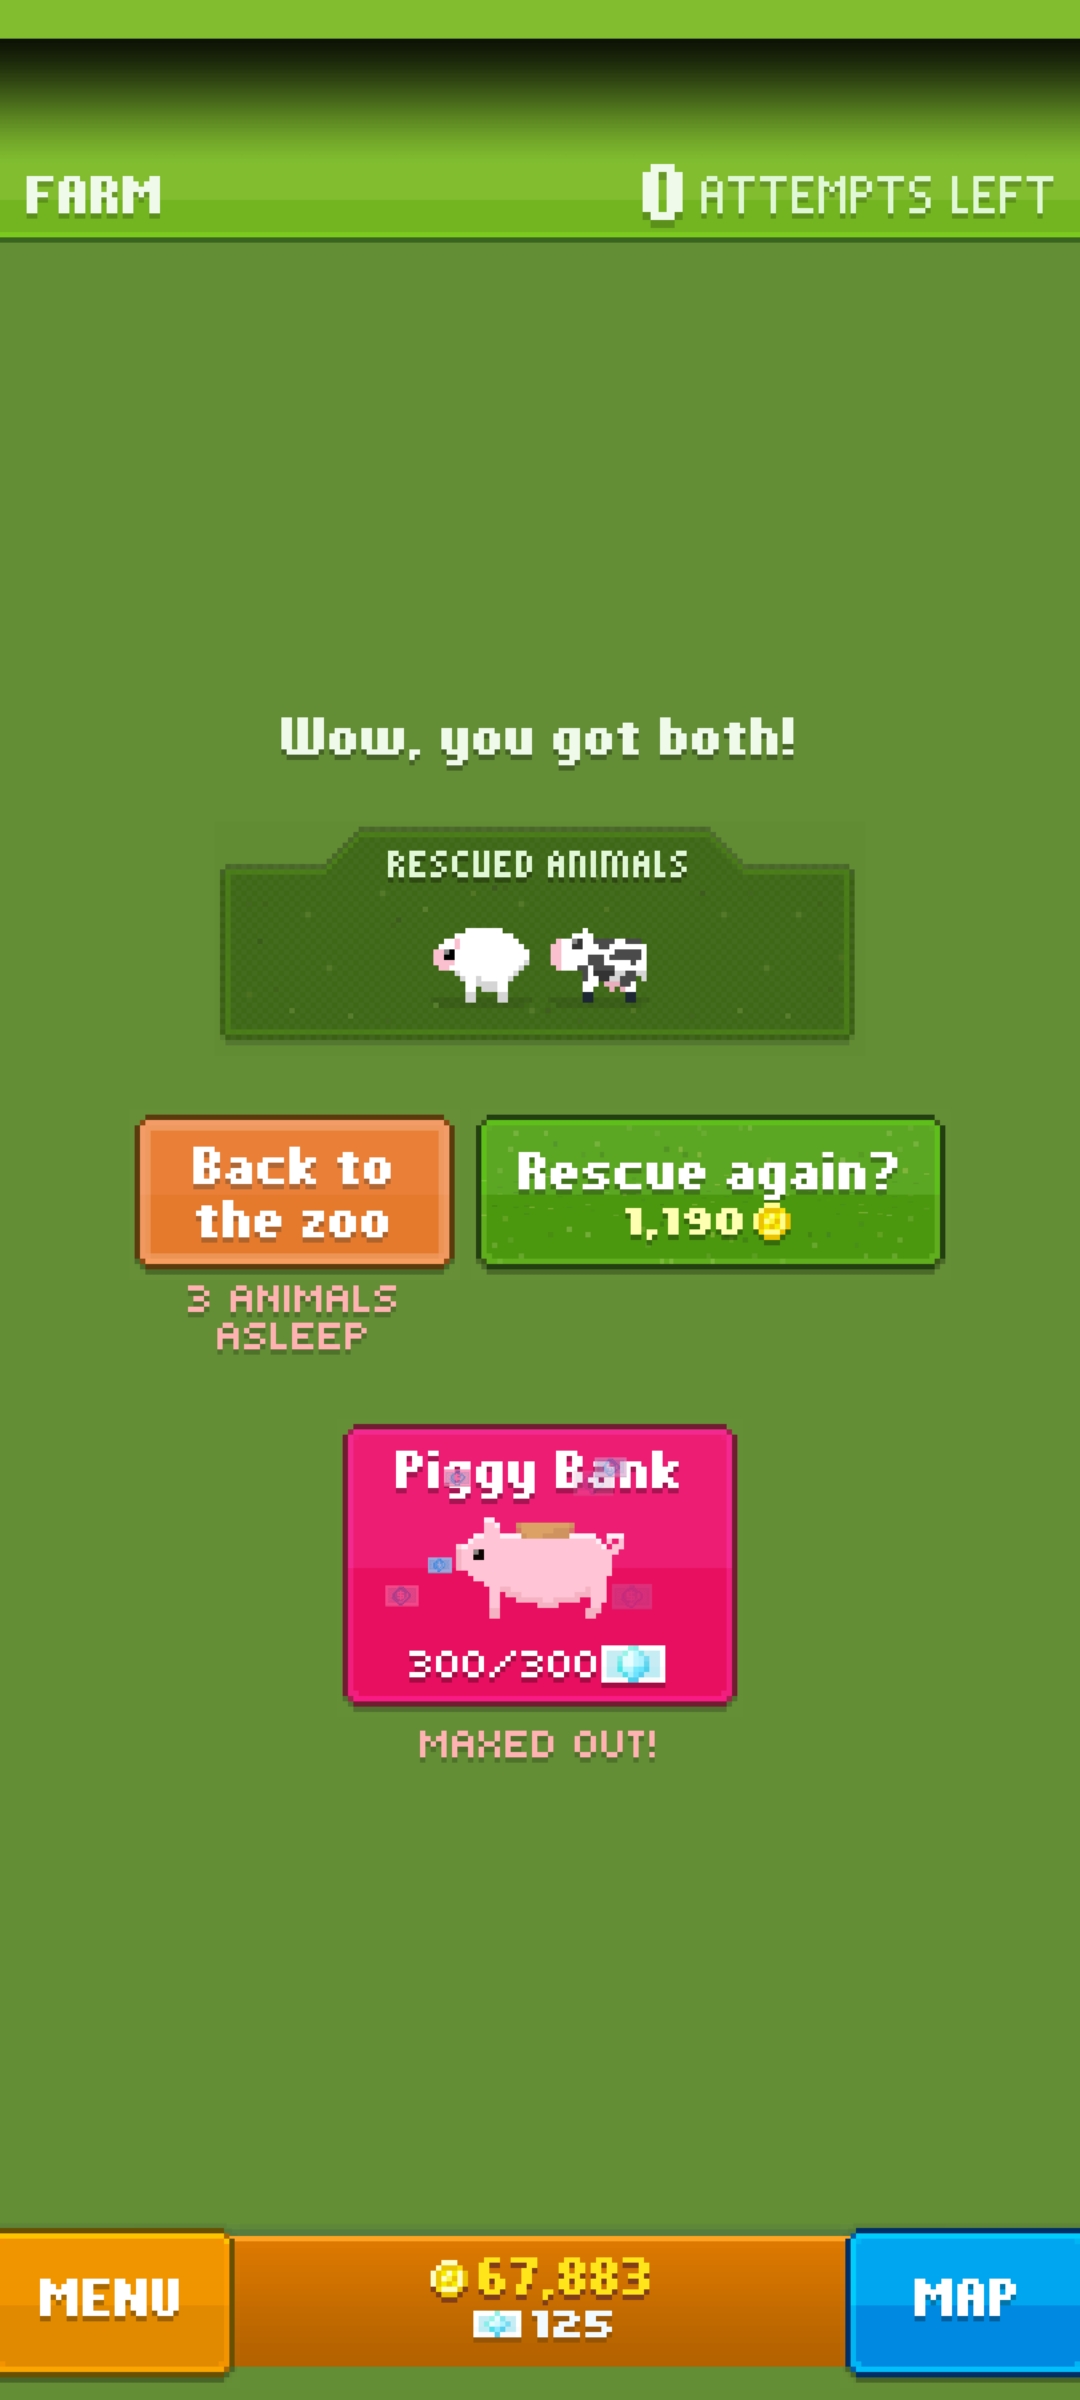 FARM
0 ATTEMPTS LEFT
Wow, you got both!
RESCUED ANIMALS
Back to
the zoo
Rescue again?
1,190
3 ANIMALS
ASLEEP
Piggy Bank
300/300
MAXED OUT!
MENU
67,883
125
MAP